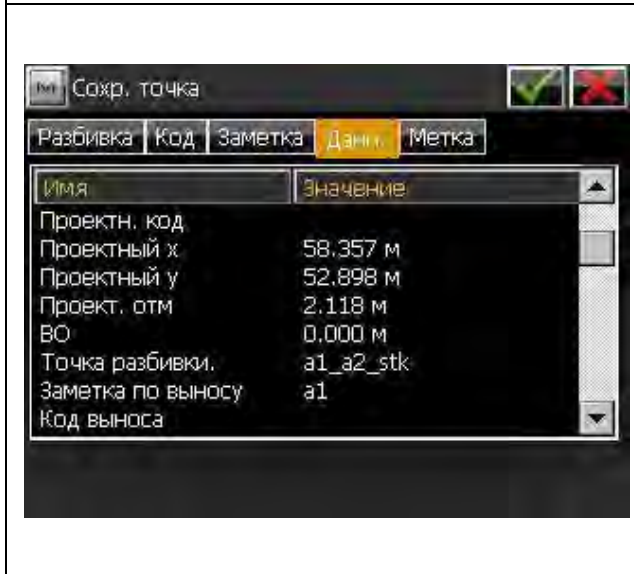 Сохр. точка
Разбивка Код Заметка Данн. Метка
Имя Значение
Проектн. код
Проектный x 58.357 м
Проектный y 52.898 м
Проект. отм 2.118 м
ВО 0.000 м
Точка разбивки. a1_a2_stk
Заметка по выносу a1
Код выноса